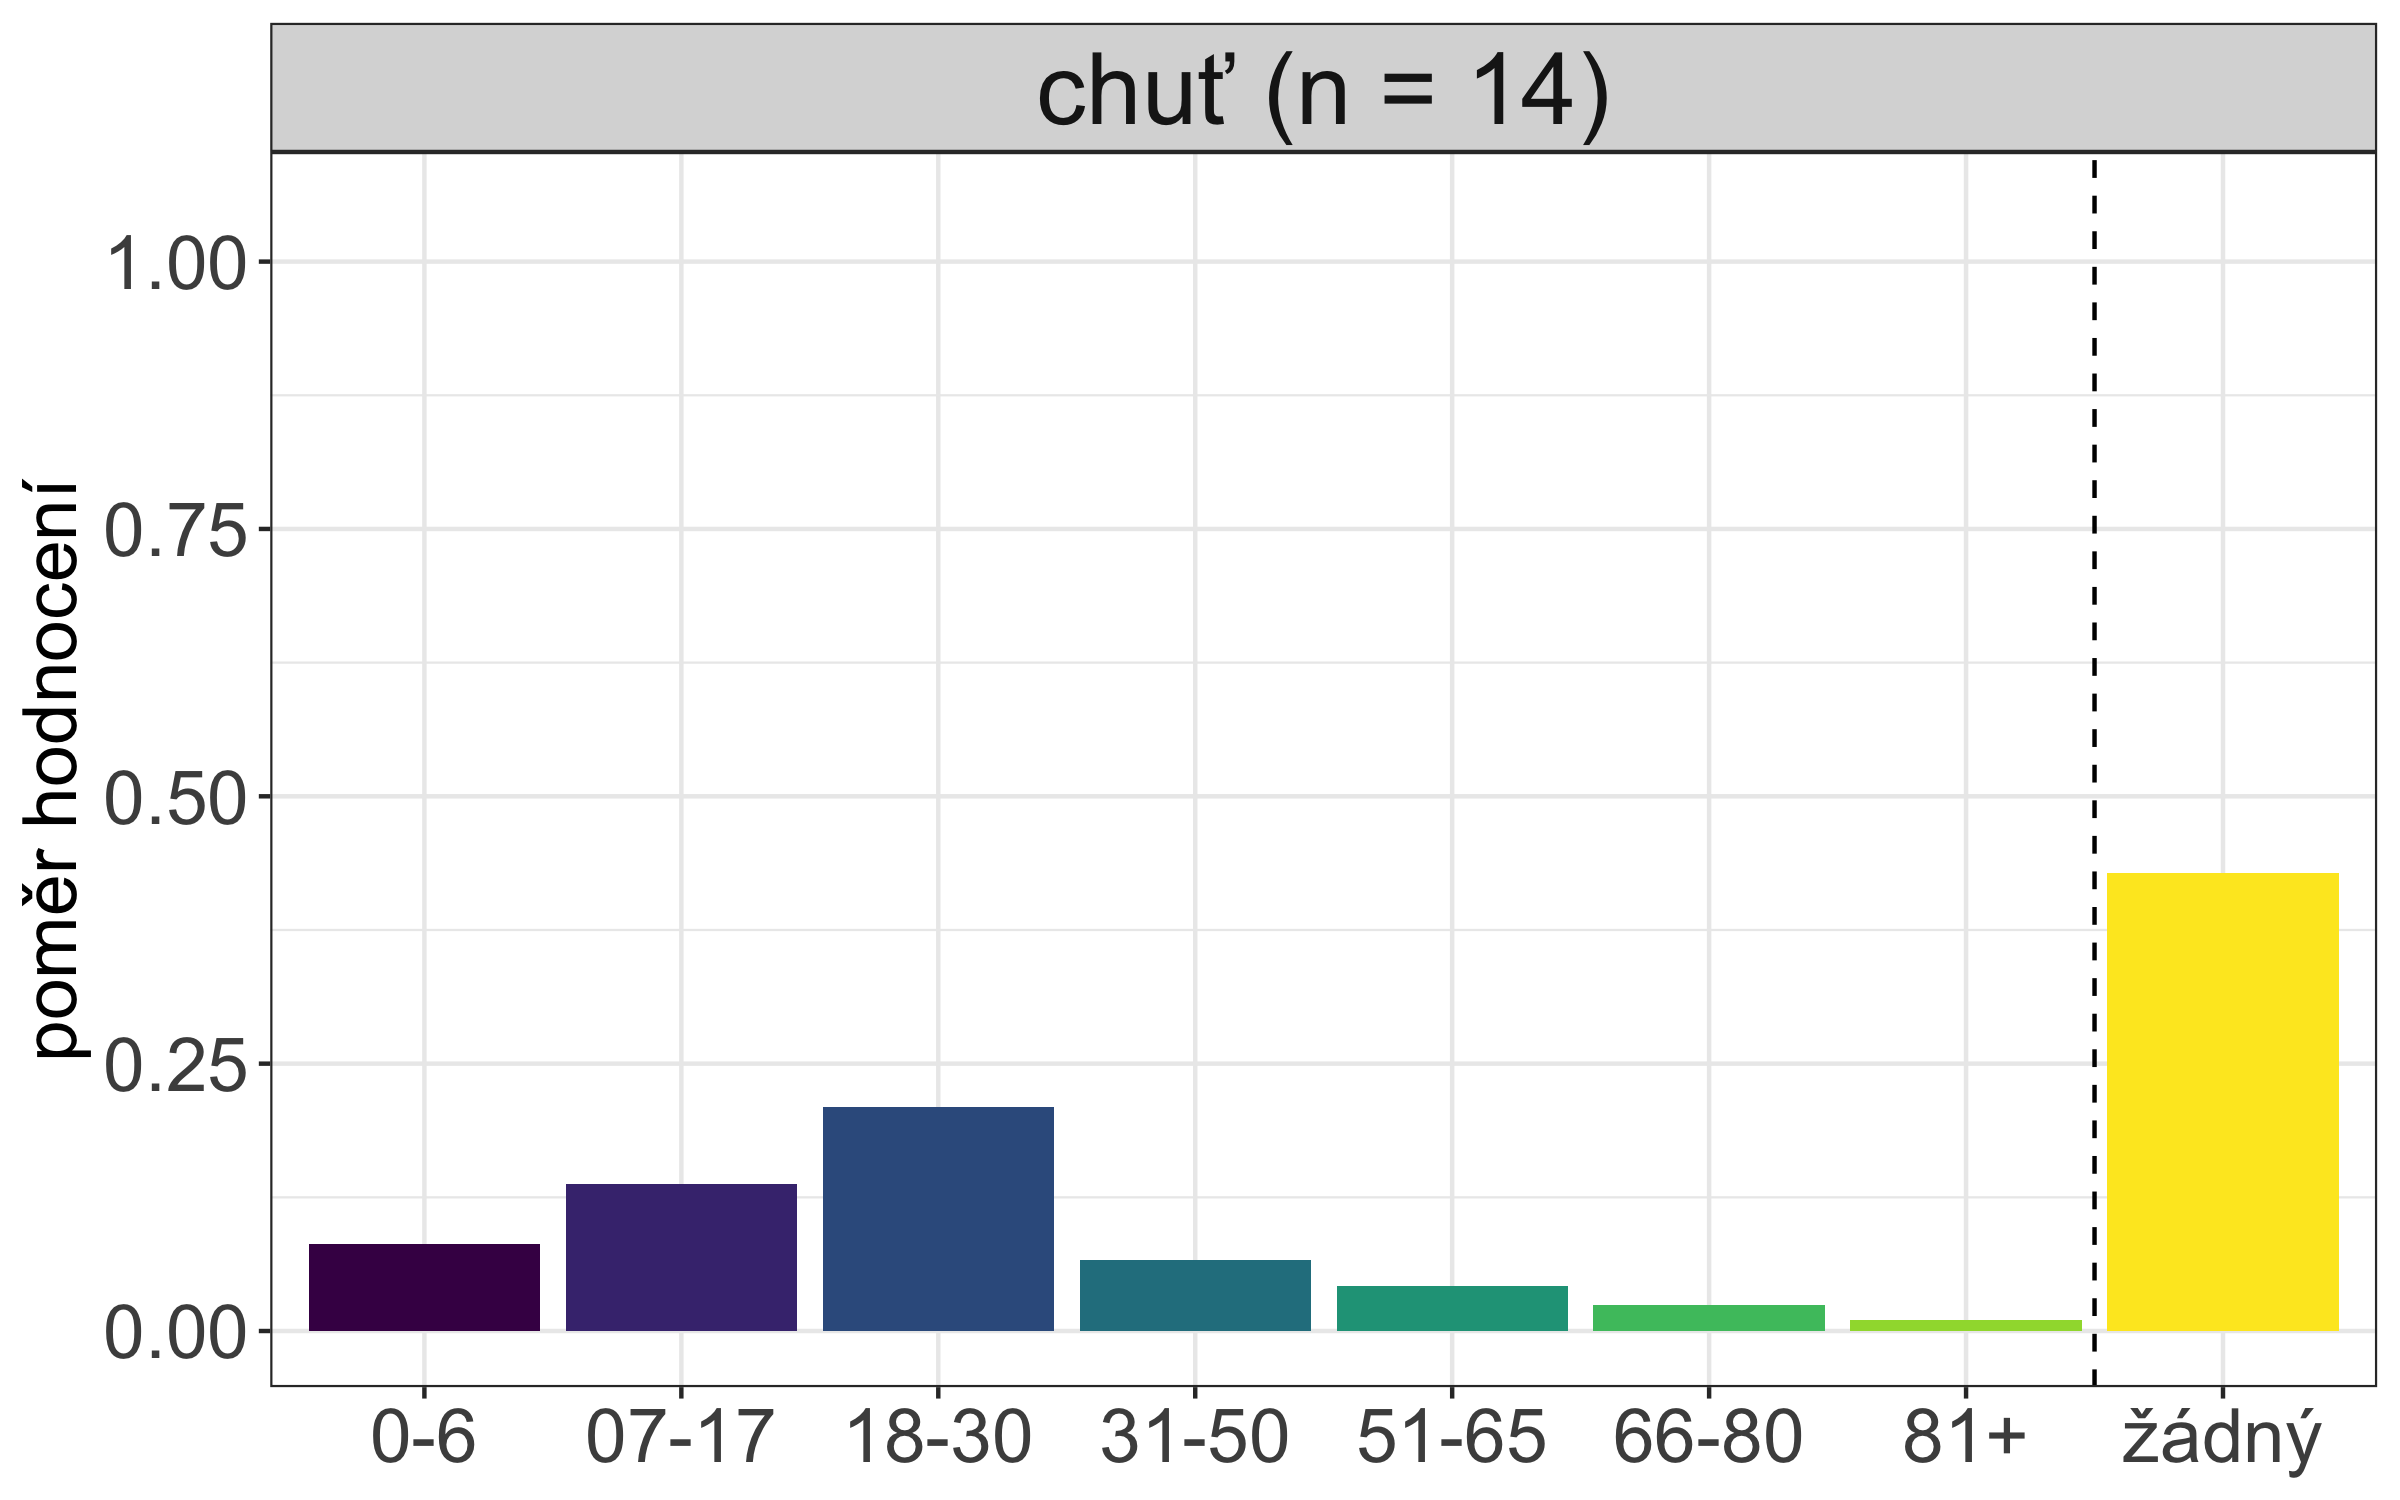 chuť (n = 14)
poměr hodnocení
1.00
0.75
0.50
0.25
0.00
0-6 07-17 18-30 31-50 51-65 66-80 81+ žádný